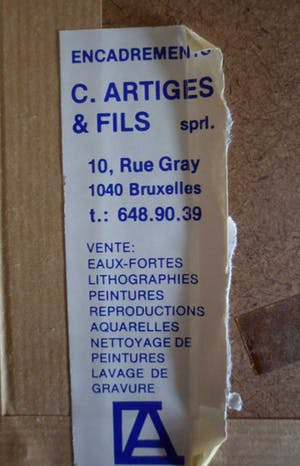 ENCADREMENTS
C. ARTIGES
& FILS sprl.
10, Rue Gray
1040 Bruxelles
t.: 648.90.39
VENTE:
EAUX-FORTES
LITHOGRAPHIES
PEINTURES
REPRODUCTIONS
AQUARELLES
NETTOYAGE DE
PEINTURES
LAVAGE DE
GRAVURE